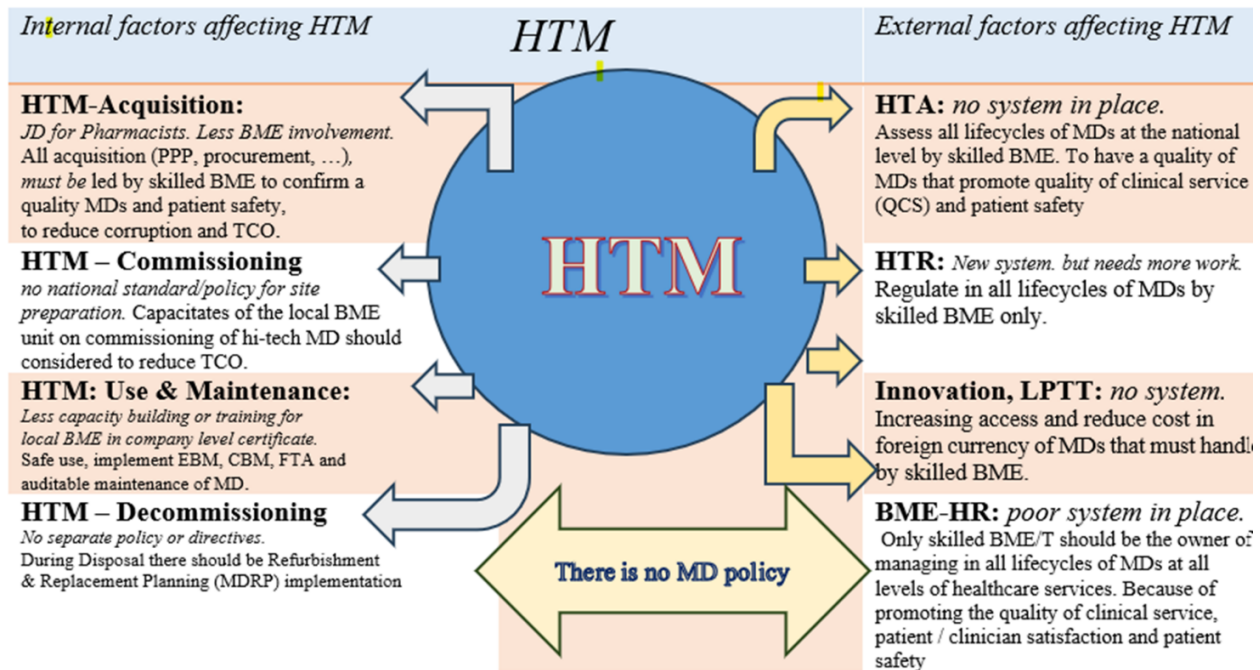 Internal factors affecting HTM
HTM
External factors affecting HTM
HTM-Acquisition:
JD for Pharmacists. Less BME involvement.
All acquisition (PPP, procurement, …),
must be led by skilled BME to confirm a
quality MDs and patient safety,
to reduce corruption and TCO.
HTM – Commissioning
no national standard/policy for site
preparation. Capacitates of the local BME
unit on commissioning of hi-tech MD should
considered to reduce TCO.
HTM: Use & Maintenance:
Less capacity building or training for
local BME in company level certificate.
Safe use, implement EBM, CBM, FTA and
auditable maintenance of MD.
HTM – Decommissioning
No separate policy or directives.
During Disposal there should be Refurbishment
& Replacement Planning (MDRP) implementation
HTM
There is no MD policy
HTA: no system in place.
Assess all lifecycles of MDs at the national
level by skilled BME. To have a quality of
MDs that promote quality of clinical service
(QCS) and patient safety
HTR: New system. but needs more work.
Regulate in all lifecycles of MDs by
skilled BME only.
Innovation, LPTT: no system.
Increasing access and reduce cost in
foreign currency of MDs that must handle
by skilled BME.
BME-HR: poor system in place.
Only skilled BME/T should be the owner of
managing in all lifecycles of MDs at all
levels of healthcare services. Because of
promoting the quality of clinical service,
patient / clinician satisfaction and patient
safety